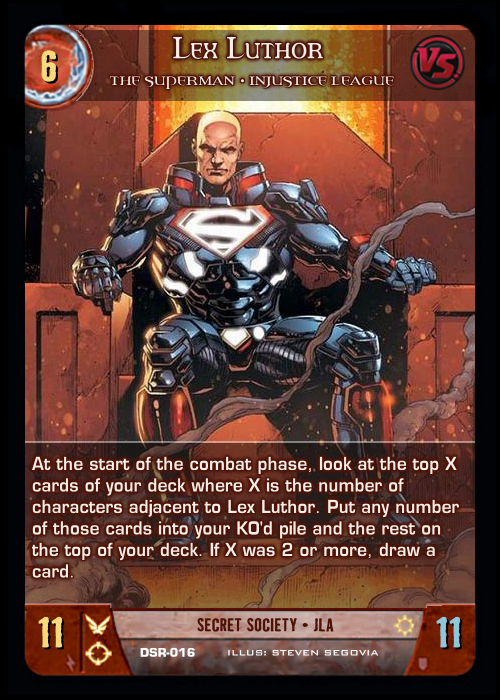 6
LEX LUTHOR
THE SUPERMAN • INJUSTICE LEAGUE
VS
At the start of the combat phase, look at the top X
cards of your deck where X is the number of
characters adjacent to Lex Luthor. Put any number
of those cards into your KO'd pile and the rest on
the top of your deck. If X was 2 or more, draw a
card.
11
SECRET SOCIETY • JLA
11
DSR-016 ILLUS: STEVEN SEGOVIA